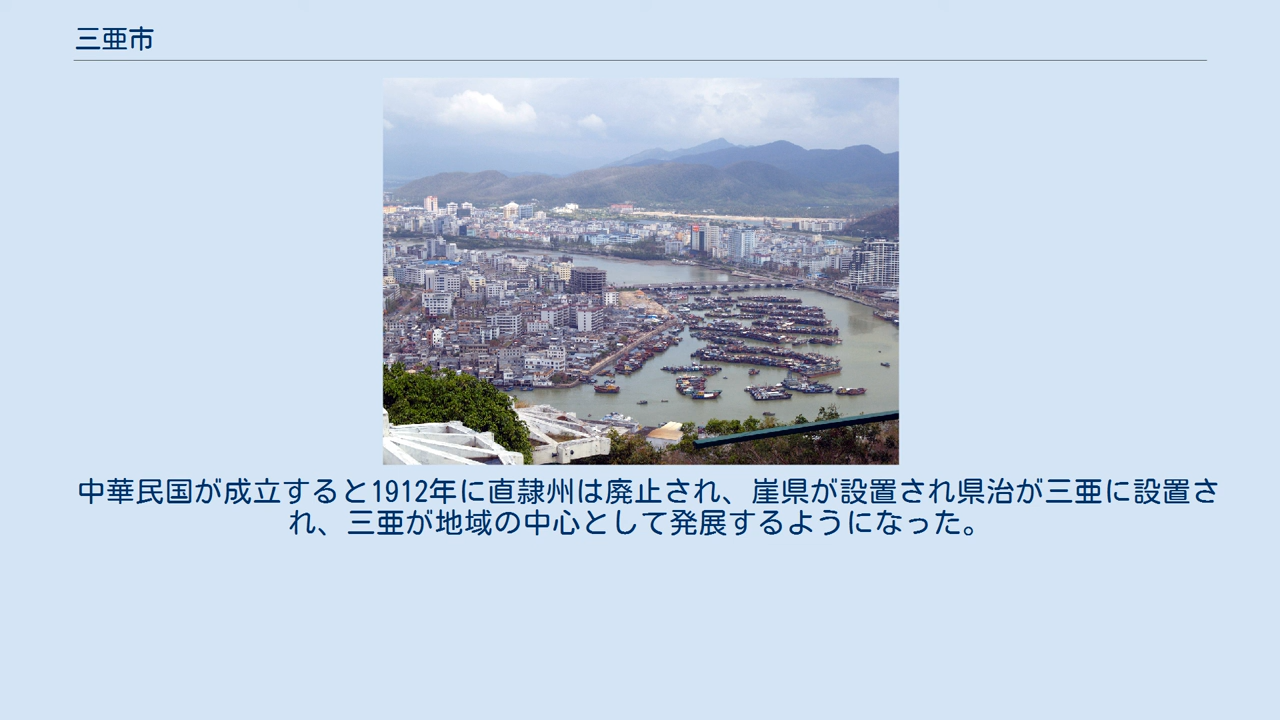 三亜市
中華民国が成立すると1912年に直隷州は廃止され、崖県が設置され県治が三亜に設置さ
れ、三亜が地域の中心として発展するようになった。